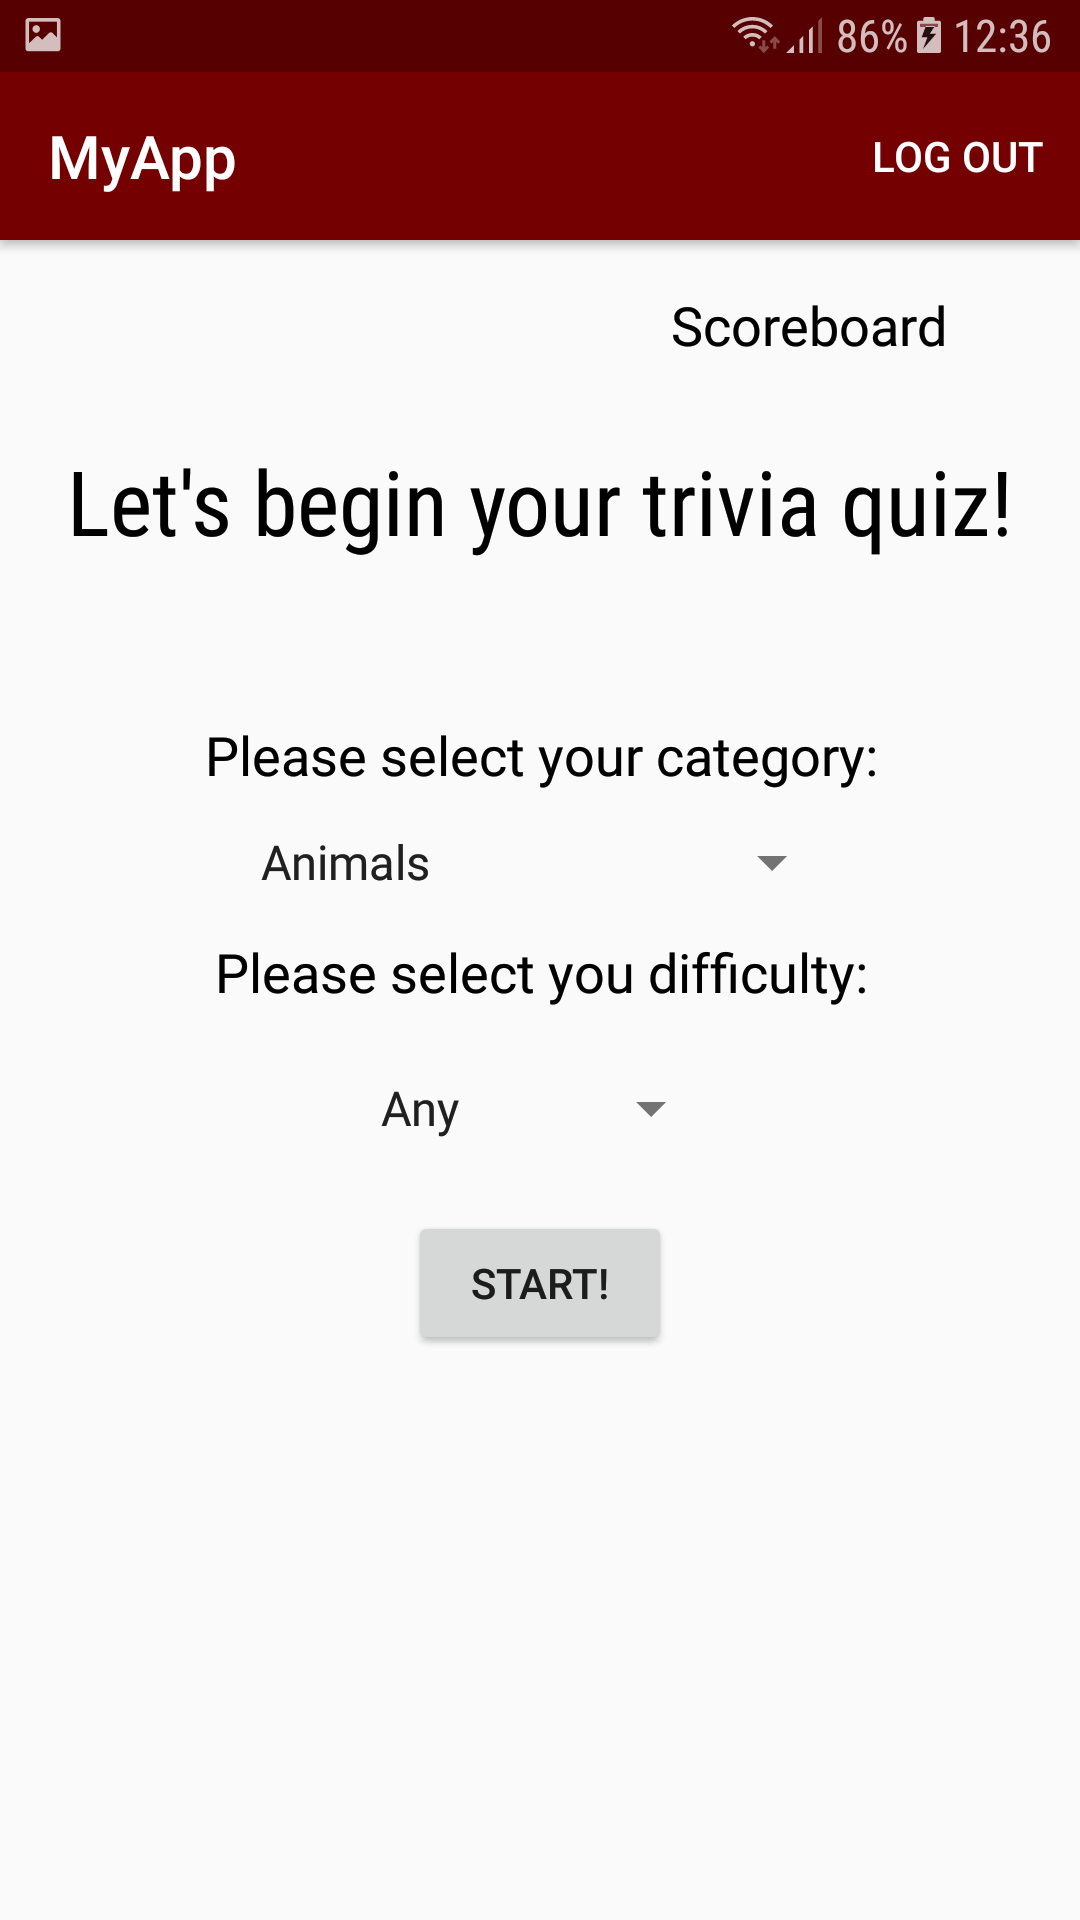 86% 12:36
MyApp LOG OUT
Scoreboard
Let's begin your trivia quiz!
Please select your category:
Animals
Please select you difficulty:
Any
START!